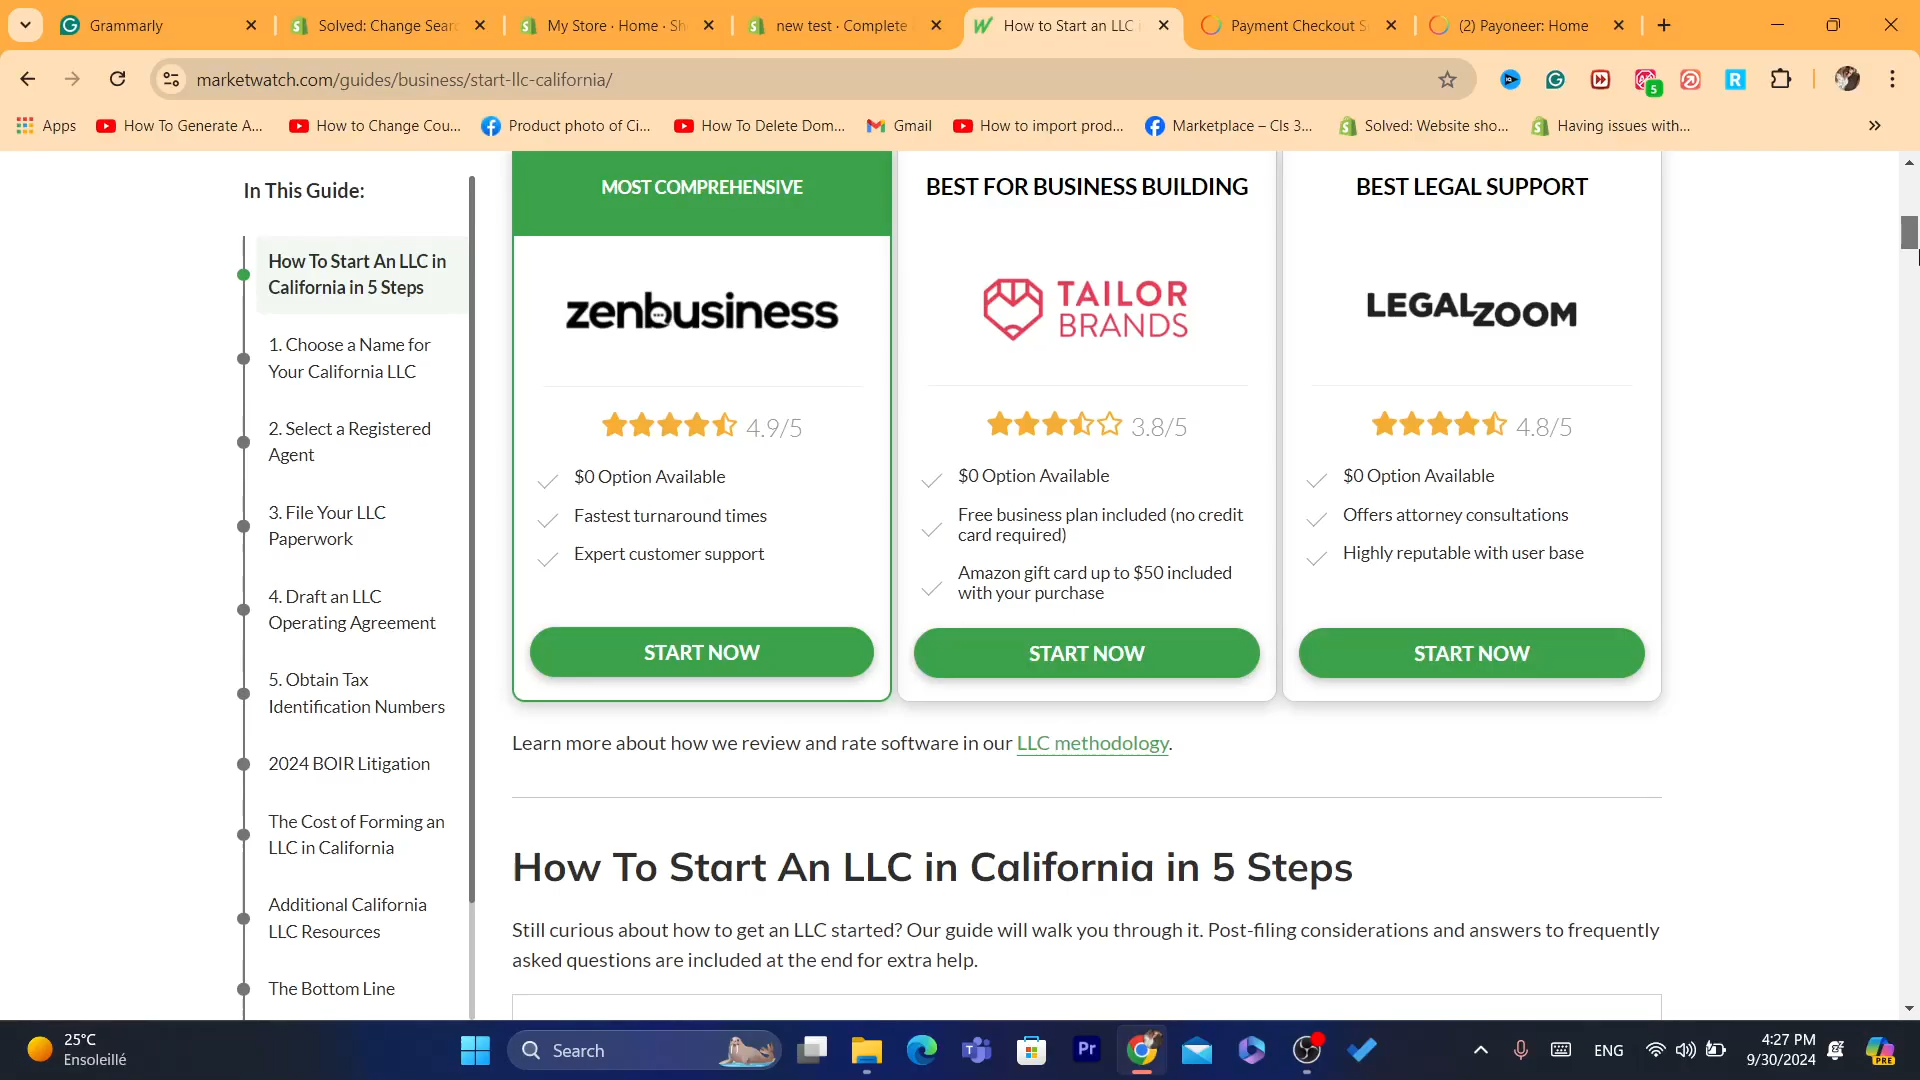 Grammarly
Solved: Change Searc
My Store · Home · Sh
new test · Complete
How to Start an LLC i
Payment Checkout S
(2) Payoneer: Home
marketwatch.com/guides/business/start-llc-california/
5
Apps
How To Generate A...
How to Change Cou...
Product photo of Ci...
How To Delete Dom...
Gmail
How to import prod...
Marketplace – Cls 3...
Solved: Website sho...
Having issues with...
In This Guide:
How To Start An LLC in
California in 5 Steps
1. Choose a Name for
Your California LLC
2. Select a Registered
Agent
3. File Your LLC
Paperwork
4. Draft an LLC
Operating Agreement
5. Obtain Tax
Identification Numbers
2024 BOIR Litigation
The Cost of Forming an
LLC in California
Additional California
LLC Resources
The Bottom Line
MOST COMPREHENSIVE
zenbusiness
4.9/5
$0 Option Available
Fastest turnaround times
Expert customer support
START NOW
BEST FOR BUSINESS BUILDING
TAILOR
BRANDS
3.8/5
$0 Option Available
Free business plan included (no credit
card required)
Amazon gift card up to $50 included
with your purchase
START NOW
BEST LEGAL SUPPORT
LEGALZOOM
4.8/5
$0 Option Available
Offers attorney consultations
Highly reputable with user base
START NOW
Learn more about how we review and rate software in our LLC methodology.
How To Start An LLC in California in 5 Steps
Still curious about how to get an LLC started? Our guide will walk you through it. Post-filing considerations and answers to frequently
asked questions are included at the end for extra help.
25°C
Ensoleillé
Search
Pr
ENG
4:27 PM
9/30/2024
PRE